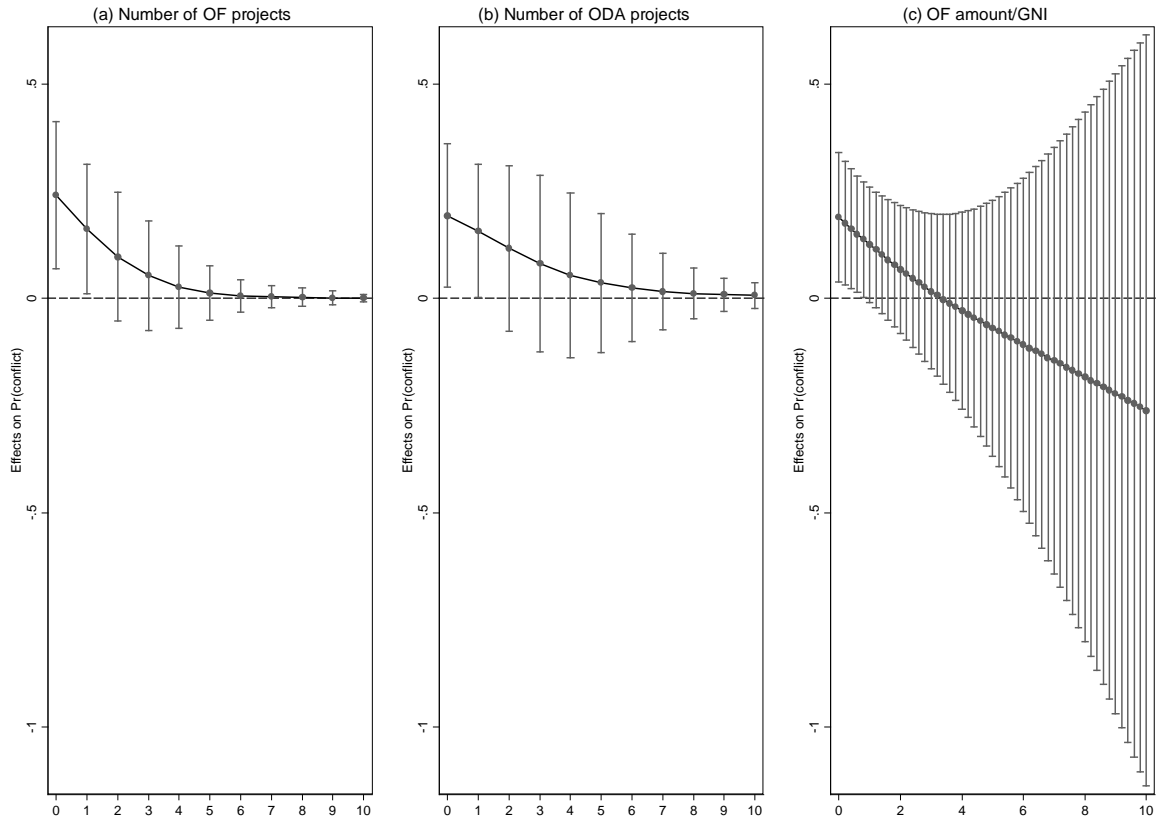 (a) Number of OF projects
Effects on Pr(conflict)
.5
0
-.5
-1
0 1 2 3 4 5 6 7 8 9 10
(b) Number of ODA projects
Effects on Pr(conflict)
.5
0
-.5
-1
0 1 2 3 4 5 6 7 8 9 10
(c) OF amount/GNI
Effects on Pr(conflict)
.5
0
-.5
-1
0 2 4 6 8 10